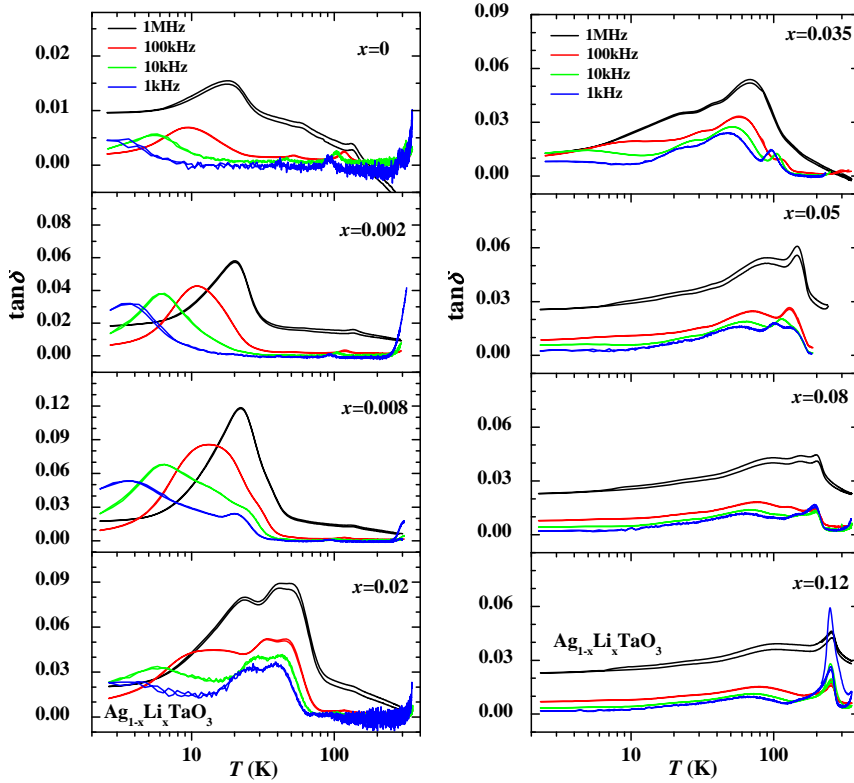 1MHz
100kHz
10kHz
1kHz
x=0
0.02
0.01
0.00
x=0.002
0.08
0.06
0.04
0.02
0.00
tanδ
x=0.008
0.12
0.09
0.06
0.03
0.00
x=0.02
0.09
0.06
0.03
0.00
Ag1-xLixTaO3
10 100
T (K)
0.09
1MHz
100kHz
10kHz
1kHz
x=0.035
0.06
0.03
0.00
x=0.05
0.06
0.03
0.00
tanδ
x=0.08
0.06
0.03
0.00
x=0.12
Ag1-xLixTaO3
0.06
0.03
0.00
10 100
T (K)